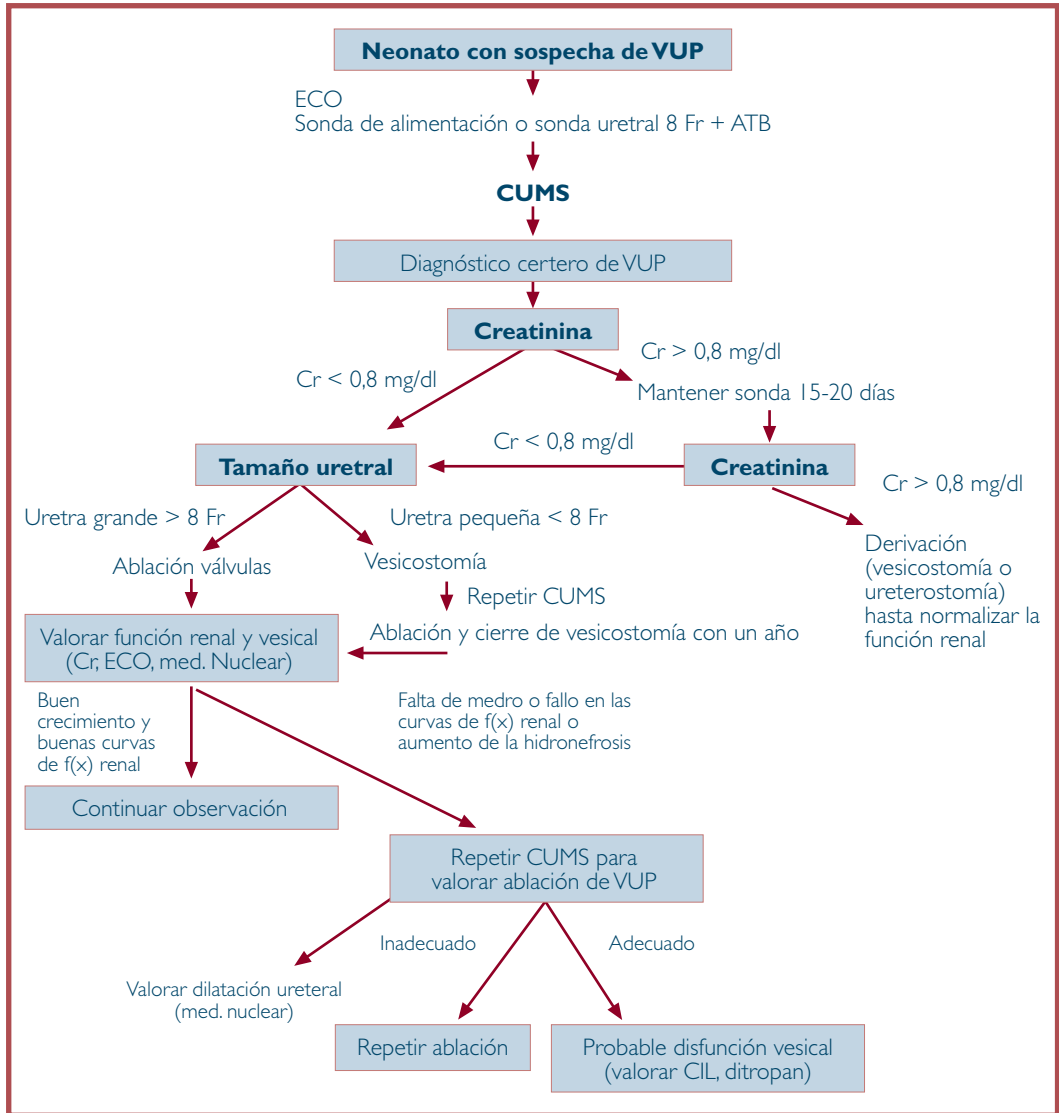 Neonato con sospecha de VUP
ECO
Sonda de alimentación o sonda uretral 8 Fr + ATB
CUMS
Diagnóstico certero de VUP
Creatinina
Cr < 0,8 mg/dl
Cr > 0,8 mg/dl
Mantener sonda 15-20 días
Cr < 0,8 mg/dl
Tamaño uretral
Creatinina
Cr > 0,8 mg/dl
Uretra grande > 8 Fr
Uretra pequeña < 8 Fr
Ablación válvulas
Vesicostomía
Derivación
(vesicostomía o
ureterostomía)
hasta normalizar la
función renal
Repetir CUMS
Valorar función renal y vesical
(Cr, ECO, med. Nuclear)
Ablación y cierre de vesicostomía con un año
Buen
crecimiento y
buenas curvas
de f(x) renal
Falta de medro o fallo en las
curvas de f(x) renal o
aumento de la hidronefrosis
Continuar observación
Repetir CUMS para
valorar ablación de VUP
Inadecuado
Adecuado
Valorar dilatación ureteral
(med. nuclear)
Repetir ablación
Probable disfunción vesical
(valorar CIL, ditropan)